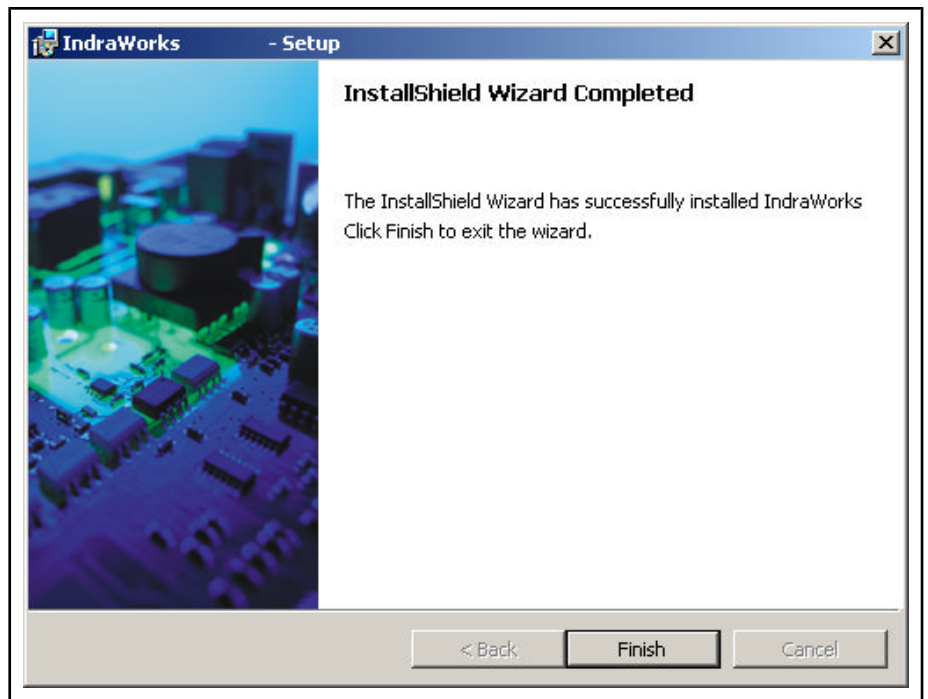 IndraWorks - Setup
InstallShield Wizard Completed
The InstallShield Wizard has successfully installed IndraWorks
Click Finish to exit the wizard.
< Back Finish Cancel